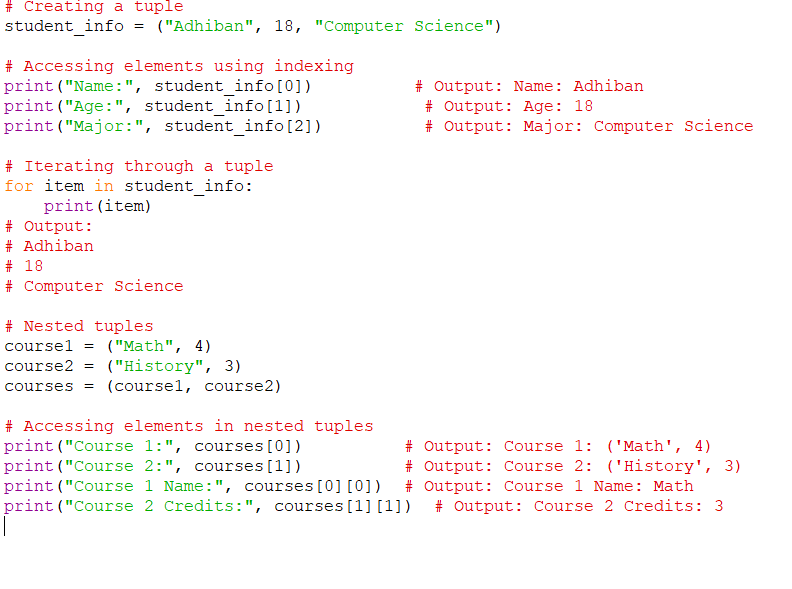 # Creating a tuple
student_info = ("Adhiban", 18, "Computer Science")

# Accessing elements using indexing
print("Name:", student_info[0])          # Output: Name: Adhiban
print("Age:", student_info[1])            # Output: Age: 18
print("Major:", student_info[2])          # Output: Major: Computer Science

# Iterating through a tuple
for item in student_info:
    print(item)
# Output:
# Adhiban
# 18
# Computer Science

# Nested tuples
course1 = ("Math", 4)
course2 = ("History", 3)
courses = (course1, course2)

# Accessing elements in nested tuples
print("Course 1:", courses[0])          # Output: Course 1: ('Math', 4)
print("Course 2:", courses[1])          # Output: Course 2: ('History', 3)
print("Course 1 Name:", courses[0][0])  # Output: Course 1 Name: Math
print("Course 2 Credits:", courses[1][1])  # Output: Course 2 Credits: 3